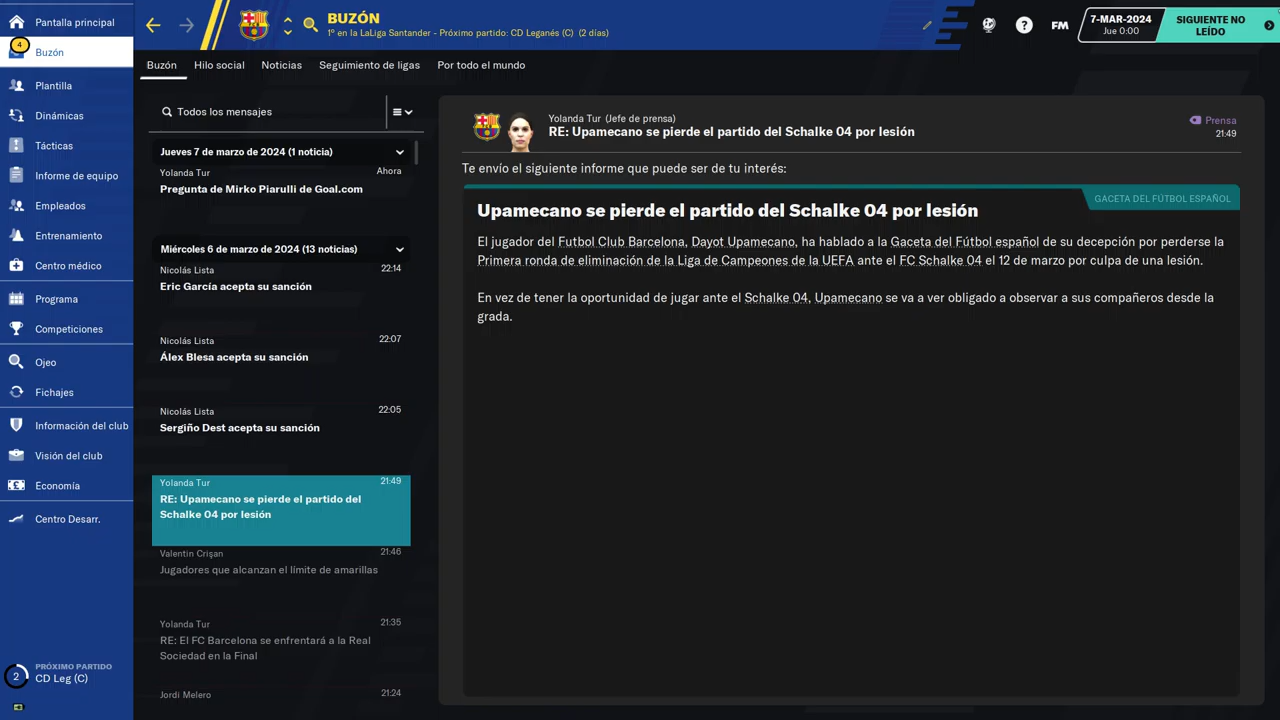 Pantalla principal
4
Buzón
Plantilla
Dinámicas
Tácticas
Informe de equipo
Empleados
Entrenamiento
Centro médico
Programa
Competiciones
Ojeo
Fichajes
Información del club
Visión del club
Economía
Centro Desarr.
PRÓXIMO PARTIDO
2
CD Leg (C)
BUZÓN
1º en la LaLiga Santander - Próximo partido: CD Leganés (C) (2 días)
?
FM
7-MAR-2024
Jue 0:00
SIGUIENTE NO
LEÍDO
Buzón
Hilo social
Noticias
Seguimiento de ligas
Por todo el mundo
Todos los mensajes
Jueves 7 de marzo de 2024 (1 noticia)
Yolanda Tur
Ahora
Pregunta de Mirko Piarulli de Goal.com
Miércoles 6 de marzo de 2024 (13 noticias)
Nicolás Lista
22:14
Eric García acepta su sanción
Nicolás Lista
22:07
Álex Blesa acepta su sanción
Nicolás Lista
22:05
Sergiño Dest acepta su sanción
Yolanda Tur
21:49
RE: Upamecano se pierde el partido del
Schalke 04 por lesión
Valentin Crişan
21:46
Jugadores que alcanzan el límite de amarillas
Yolanda Tur
21:35
RE: El FC Barcelona se enfrentará a la Real
Sociedad en la Final
Jordi Melero
21:24
Yolanda Tur (Jefe de prensa)
RE: Upamecano se pierde el partido del Schalke 04 por lesión
Prensa
21:49
Te envío el siguiente informe que puede ser de tu interés:
GACETA DEL FÚTBOL ESPAÑOL
Upamecano se pierde el partido del Schalke 04 por lesión
El jugador del Futbol Club Barcelona, Dayot Upamecano, ha hablado a la Gaceta del Fútbol español de su decepción por perderse la
Primera ronda de eliminación de la Liga de Campeones de la UEFA ante el FC Schalke 04 el 12 de marzo por culpa de una lesión.
En vez de tener la oportunidad de jugar ante el Schalke 04, Upamecano se va a ver obligado a observar a sus compañeros desde la
grada.